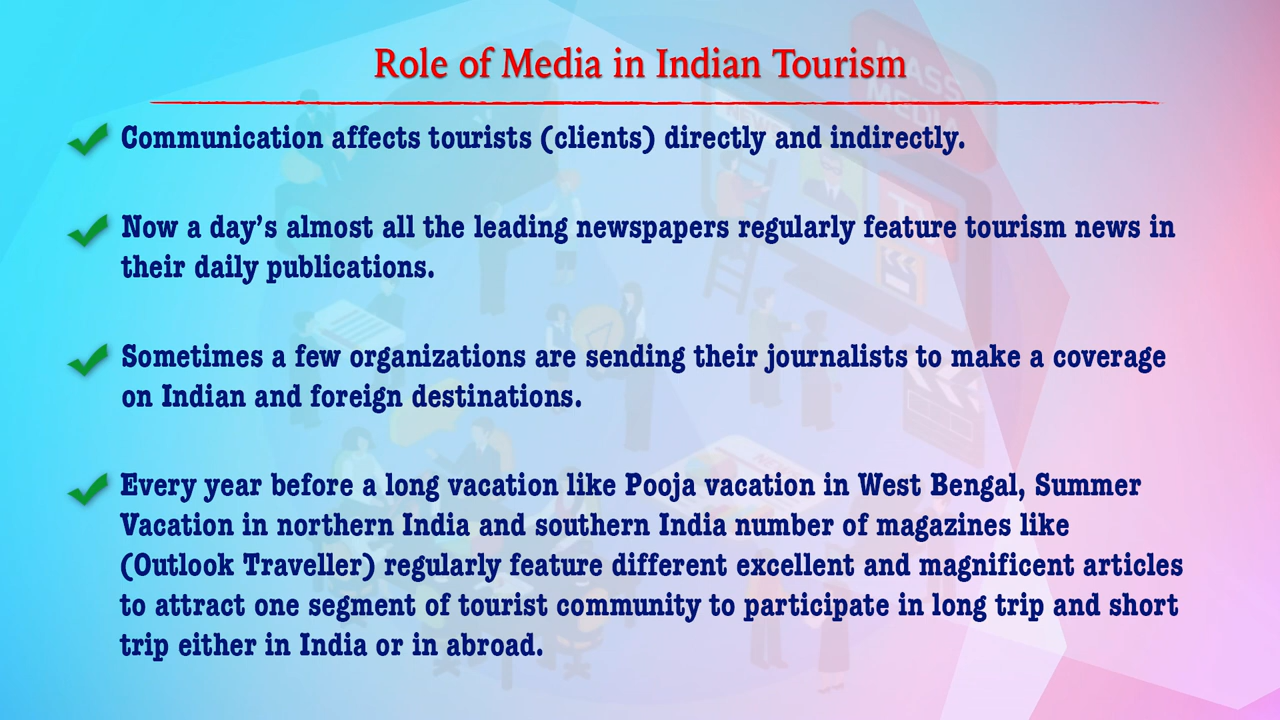 Role of Media in Indian Tourism
MASS
MEDIA
Communication affects tourists (clients) directly and indirectly.
Now a day's almost all the leading newspapers regularly feature tourism news in
their daily publications.
Sometimes a few organizations are sending their journalists to make a coverage
on Indian and foreign destinations.
Every year before a long vacation like Pooja vacation in West Bengal, Summer
Vacation in northern India and southern India number of magazines like
(Outlook Traveller) regularly feature different excellent and magnificent articles
to attract one segment of tourist community to participate in long trip and short
trip either in India or in abroad.